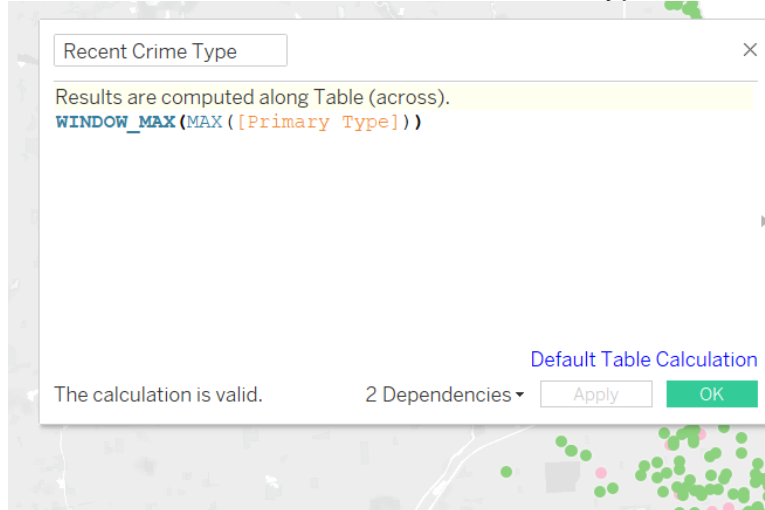 Recent Crime Type
Results are computed along Table (across).
WINDOW_MAX(MAX([Primary Type]))
Default Table Calculation
The calculation is valid.
2 Dependencies
Apply
OK